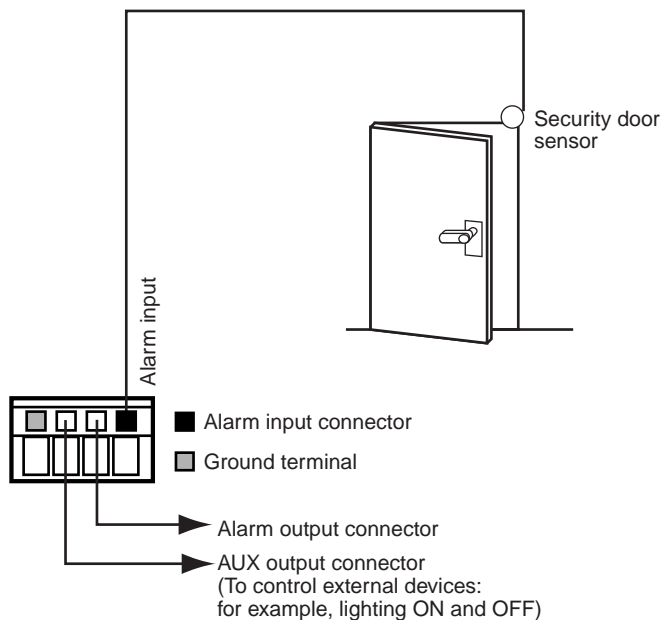 Security door
sensor
Alarm input
Alarm input connector
Ground terminal
Alarm output connector
AUX output connector
(To control external devices:
for example, lighting ON and OFF)